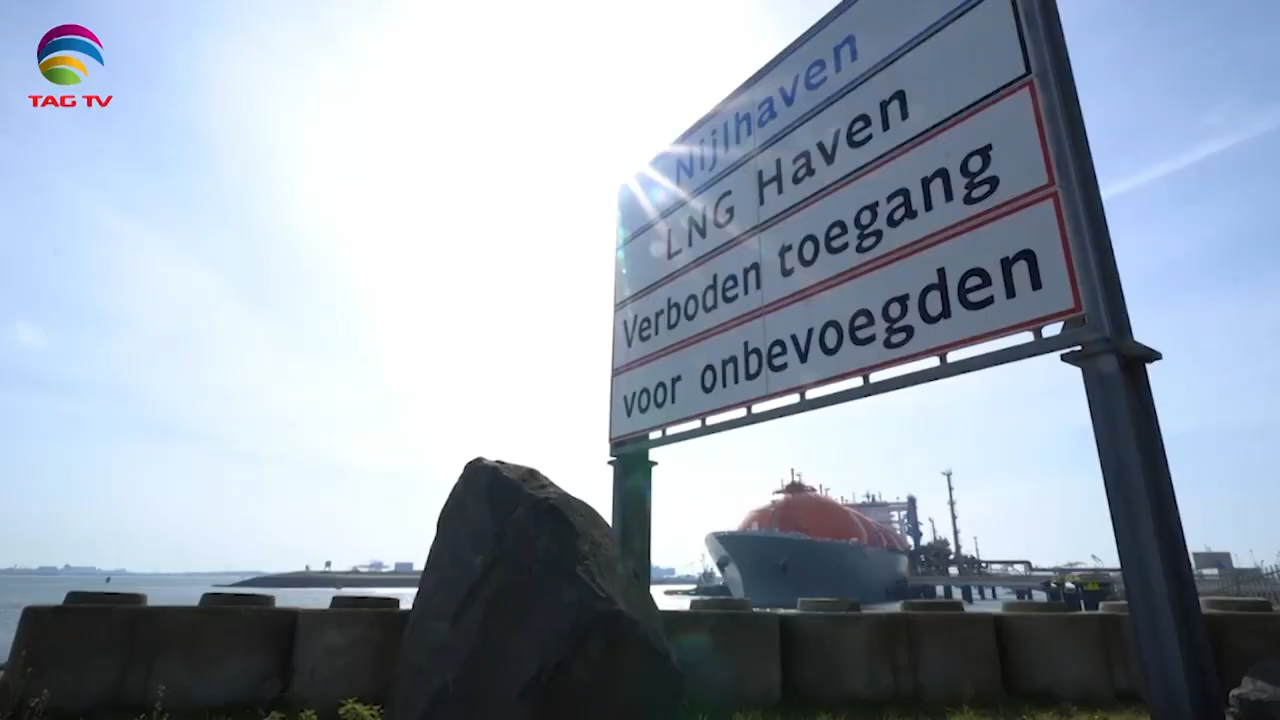 TAG TV
Nijlhaven
LNG Haven
Verboden toegang
voor onbevoegden